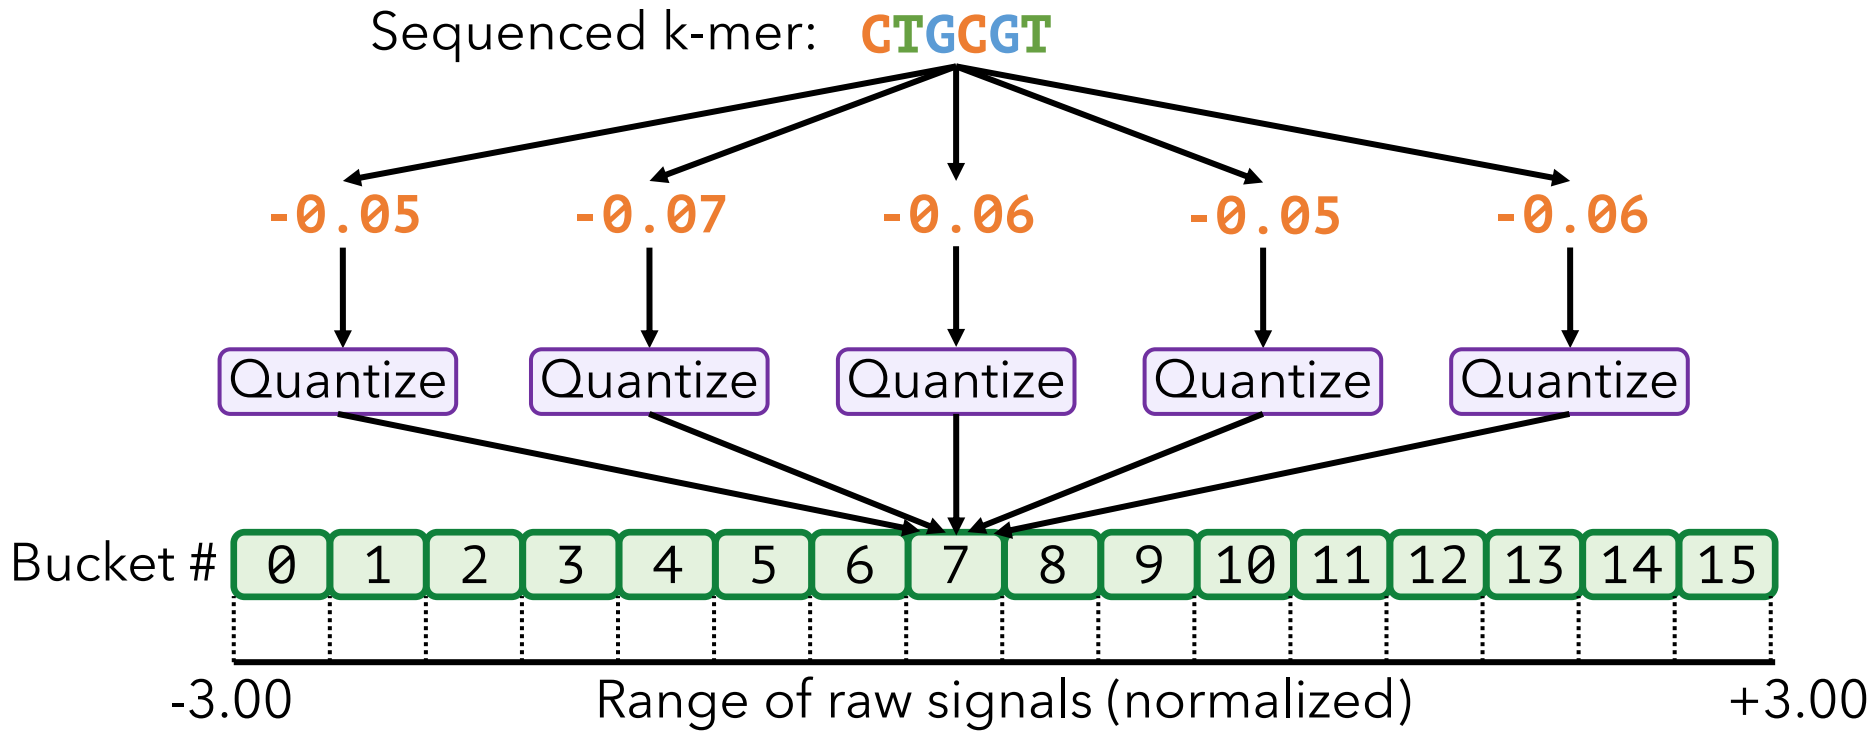 Sequenced k-mer: CTGCGT
-0.05 -0.07 -0.06 -0.05 -0.06
Quantize Quantize Quantize Quantize Quantize
Bucket # 0 1 2 3 4 5 6 7 8 9 10 11 12 13 14 15
-3.00 Range of raw signals (normalized) +3.00